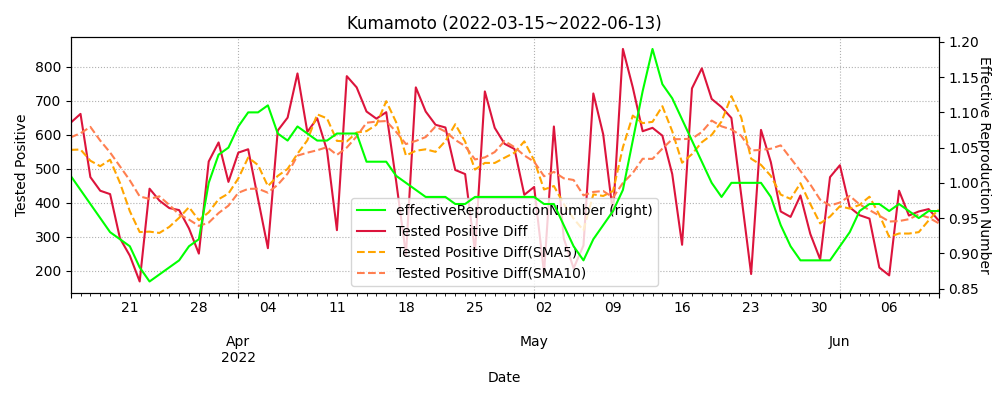 Kumamoto (2022-03-15~2022-06-13)
Tested Positive
800
700
600
500
400
300
200
1.20
1.15
1.10
1.05
1.00
0.95
0.90
0.85
Effective Reproduction Number
effectiveReproductionNumber (right)
Tested Positive Diff
Tested Positive Diff(SMA5)
Tested Positive Diff(SMA10)
21 28 04 11 18 25 02 09 16 23 30 06
Apr May Jun
2022
Date